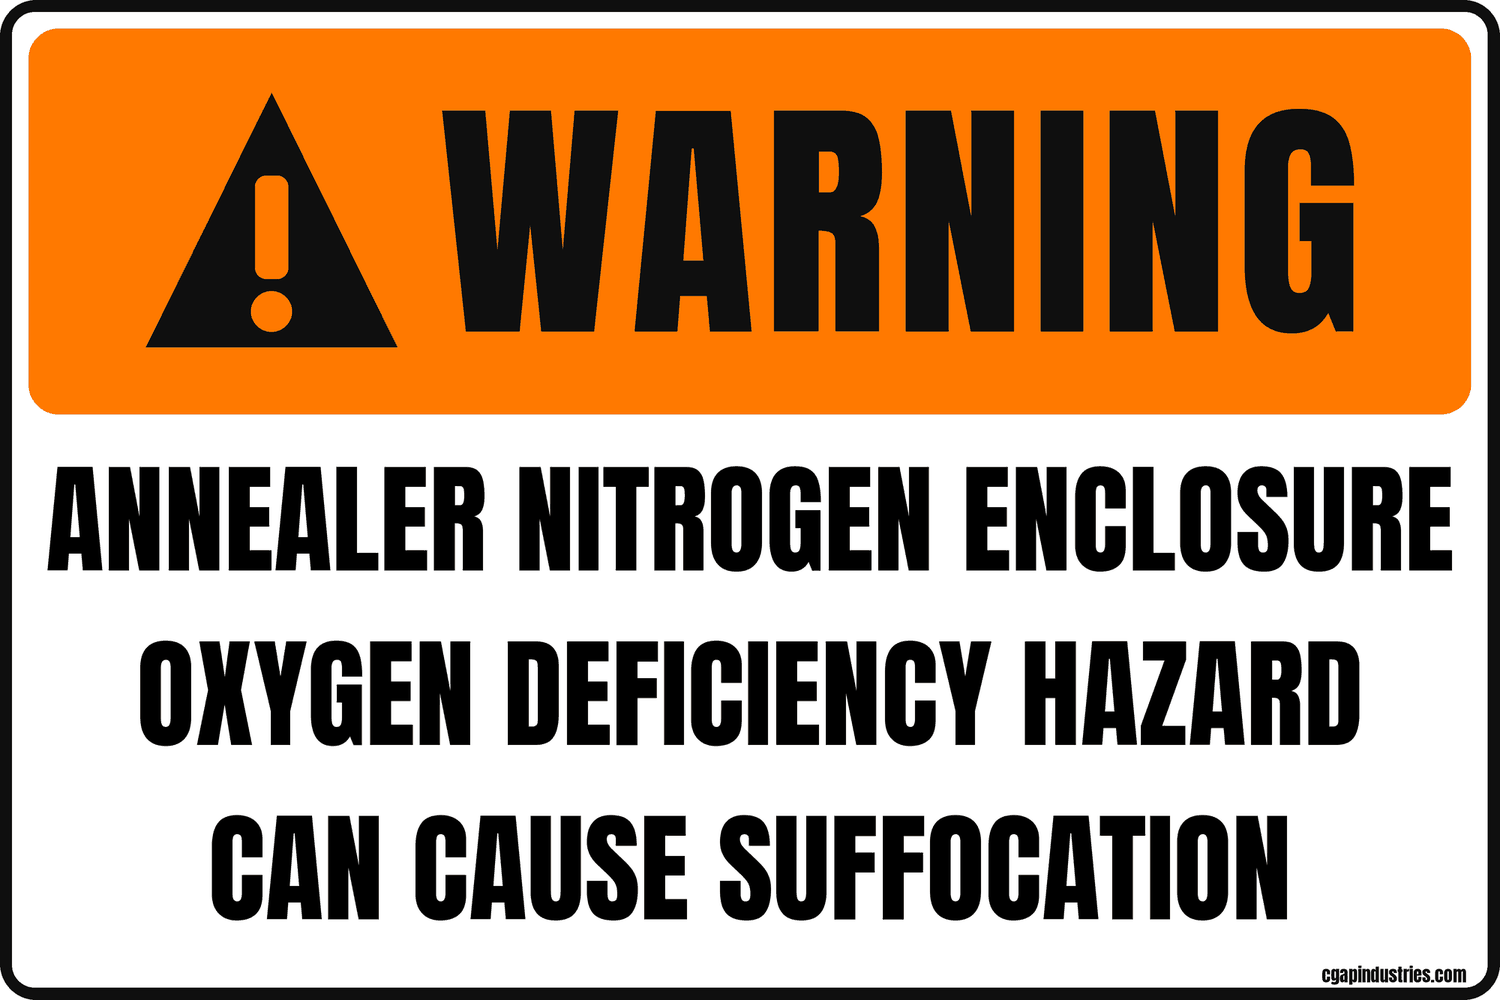 WARNING
ANNEALER NITROGEN ENCLOSURE
OXYGEN DEFICIENCY HAZARD
CAN CAUSE SUFFOCATION
cgapindustries.com